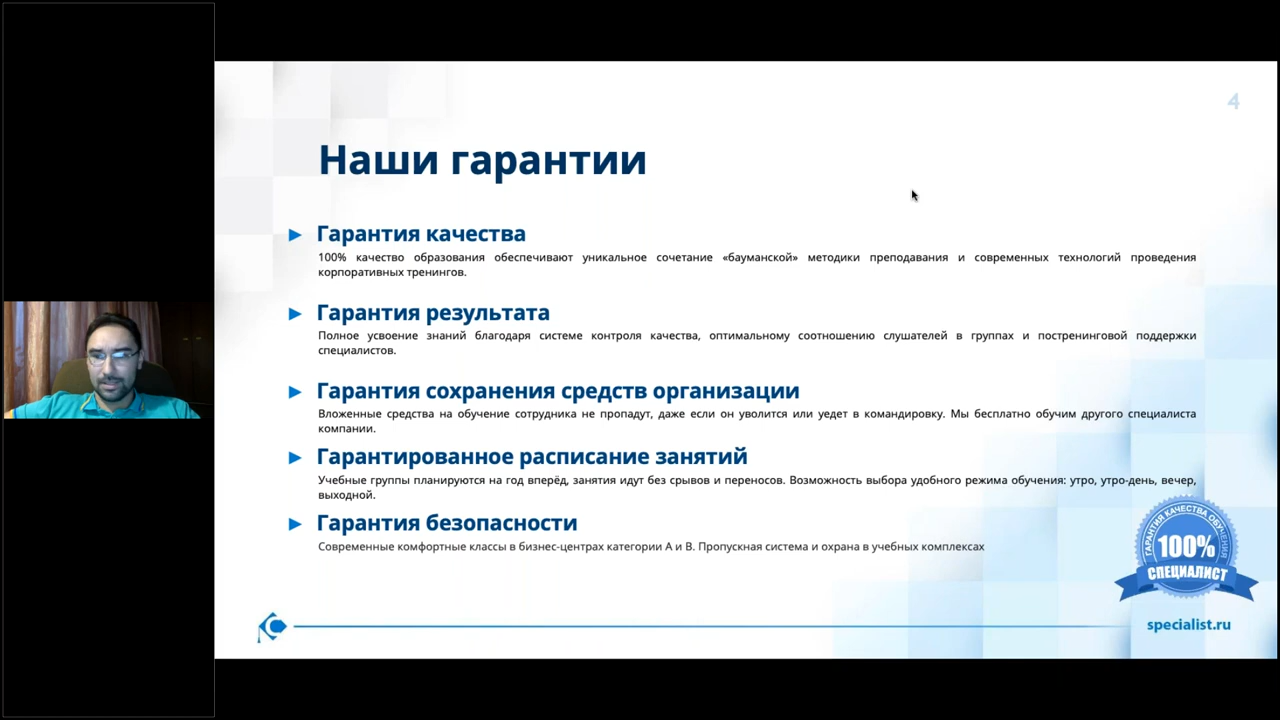 4
Наши гарантии
Гарантия качества
100% качество образования обеспечивают уникальное сочетание «бауманской» методики преподавания и современных технологий проведения
корпоративных тренингов.
Гарантия результата
Полное усвоение знаний благодаря системе контроля качества, оптимальному соотношению слушателей в группах и постренинговой поддержки
специалистов.
Гарантия сохранения средств организации
Вложенные средства на обучение сотрудника не пропадут, даже если он уволится или уедет в командировку. Мы бесплатно обучим другого специалиста
компании.
Гарантированное расписание занятий
Учебные группы планируются на год вперёд, занятия идут без срывов и переносов. Возможность выбора удобного режима обучения: утро, утро-день, вечер,
выходной.
Гарантия безопасности
Современные комфортные классы в бизнес-центрах категории А и В. Пропускная система и охрана в учебных комплексах
ГАРАНТИЯ КАЧЕСТВА ОБУЧЕНИЯ
100%
СПЕЦИАЛИСТ
specialist.ru